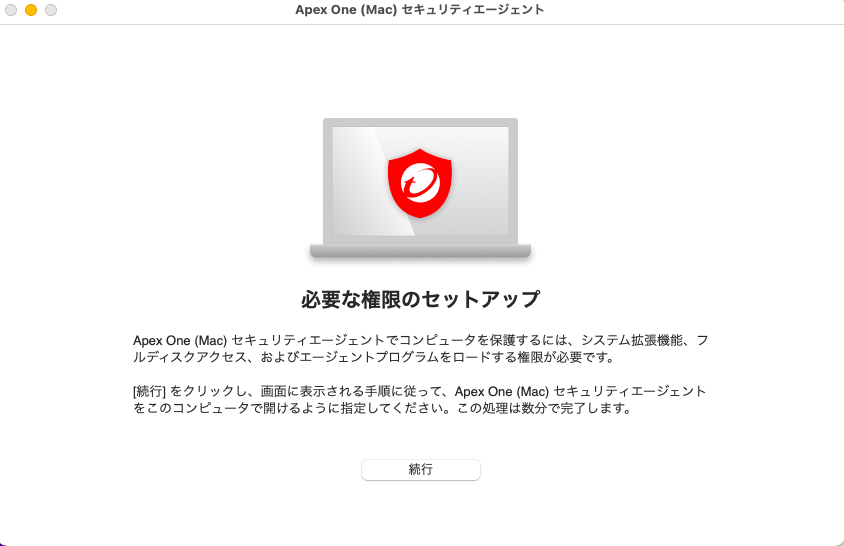 Apex One (Mac) セキュリティエージェント
必要な権限のセットアップ
Apex One (Mac) セキュリティエージェントでコンピュータを保護するには、システム拡張機能、フ
ルディスクアクセス、およびエージェントプログラムをロードする権限が必要です。
[続行] をクリックし、画面に表示される手順に従って、Apex One (Mac) セキュリティエージェント
をこのコンピュータで開けるように指定してください。この処理は数分で完了します。
続行